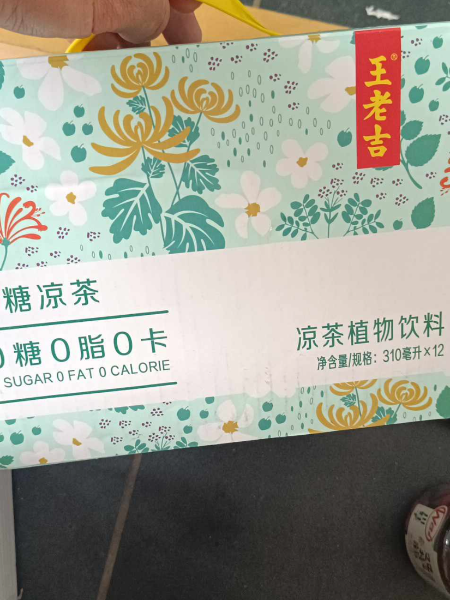 王老吉®
糖凉茶
0糖0脂0卡
SUGAR 0 FAT 0 CALORIE
凉茶植物饮料
净含量/规格：310毫升×12